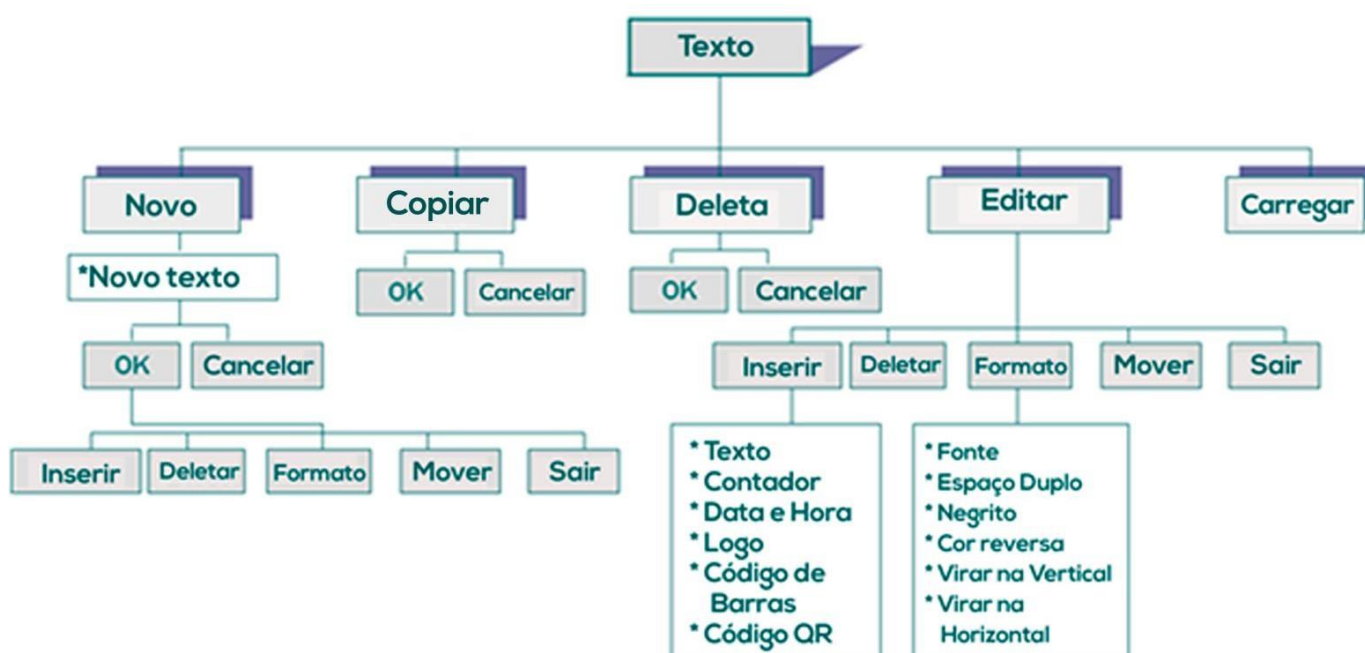 Texto
Novo
Copiar
Deleta
Editar
Carregar
*Novo texto
OK
Cancelar
OK
Cancelar
OK
Cancelar
Inserir
Deletar
Formato
Mover
Sair
Inserir
Deletar
Formato
Mover
Sair
* Texto
* Contador
* Data e Hora
* Logo
* Código de
Barras
* Código QR
* Fonte
* Espaço Duplo
* Negrito
* Cor reversa
* Virar na Vertical
* Virar na
Horizontal